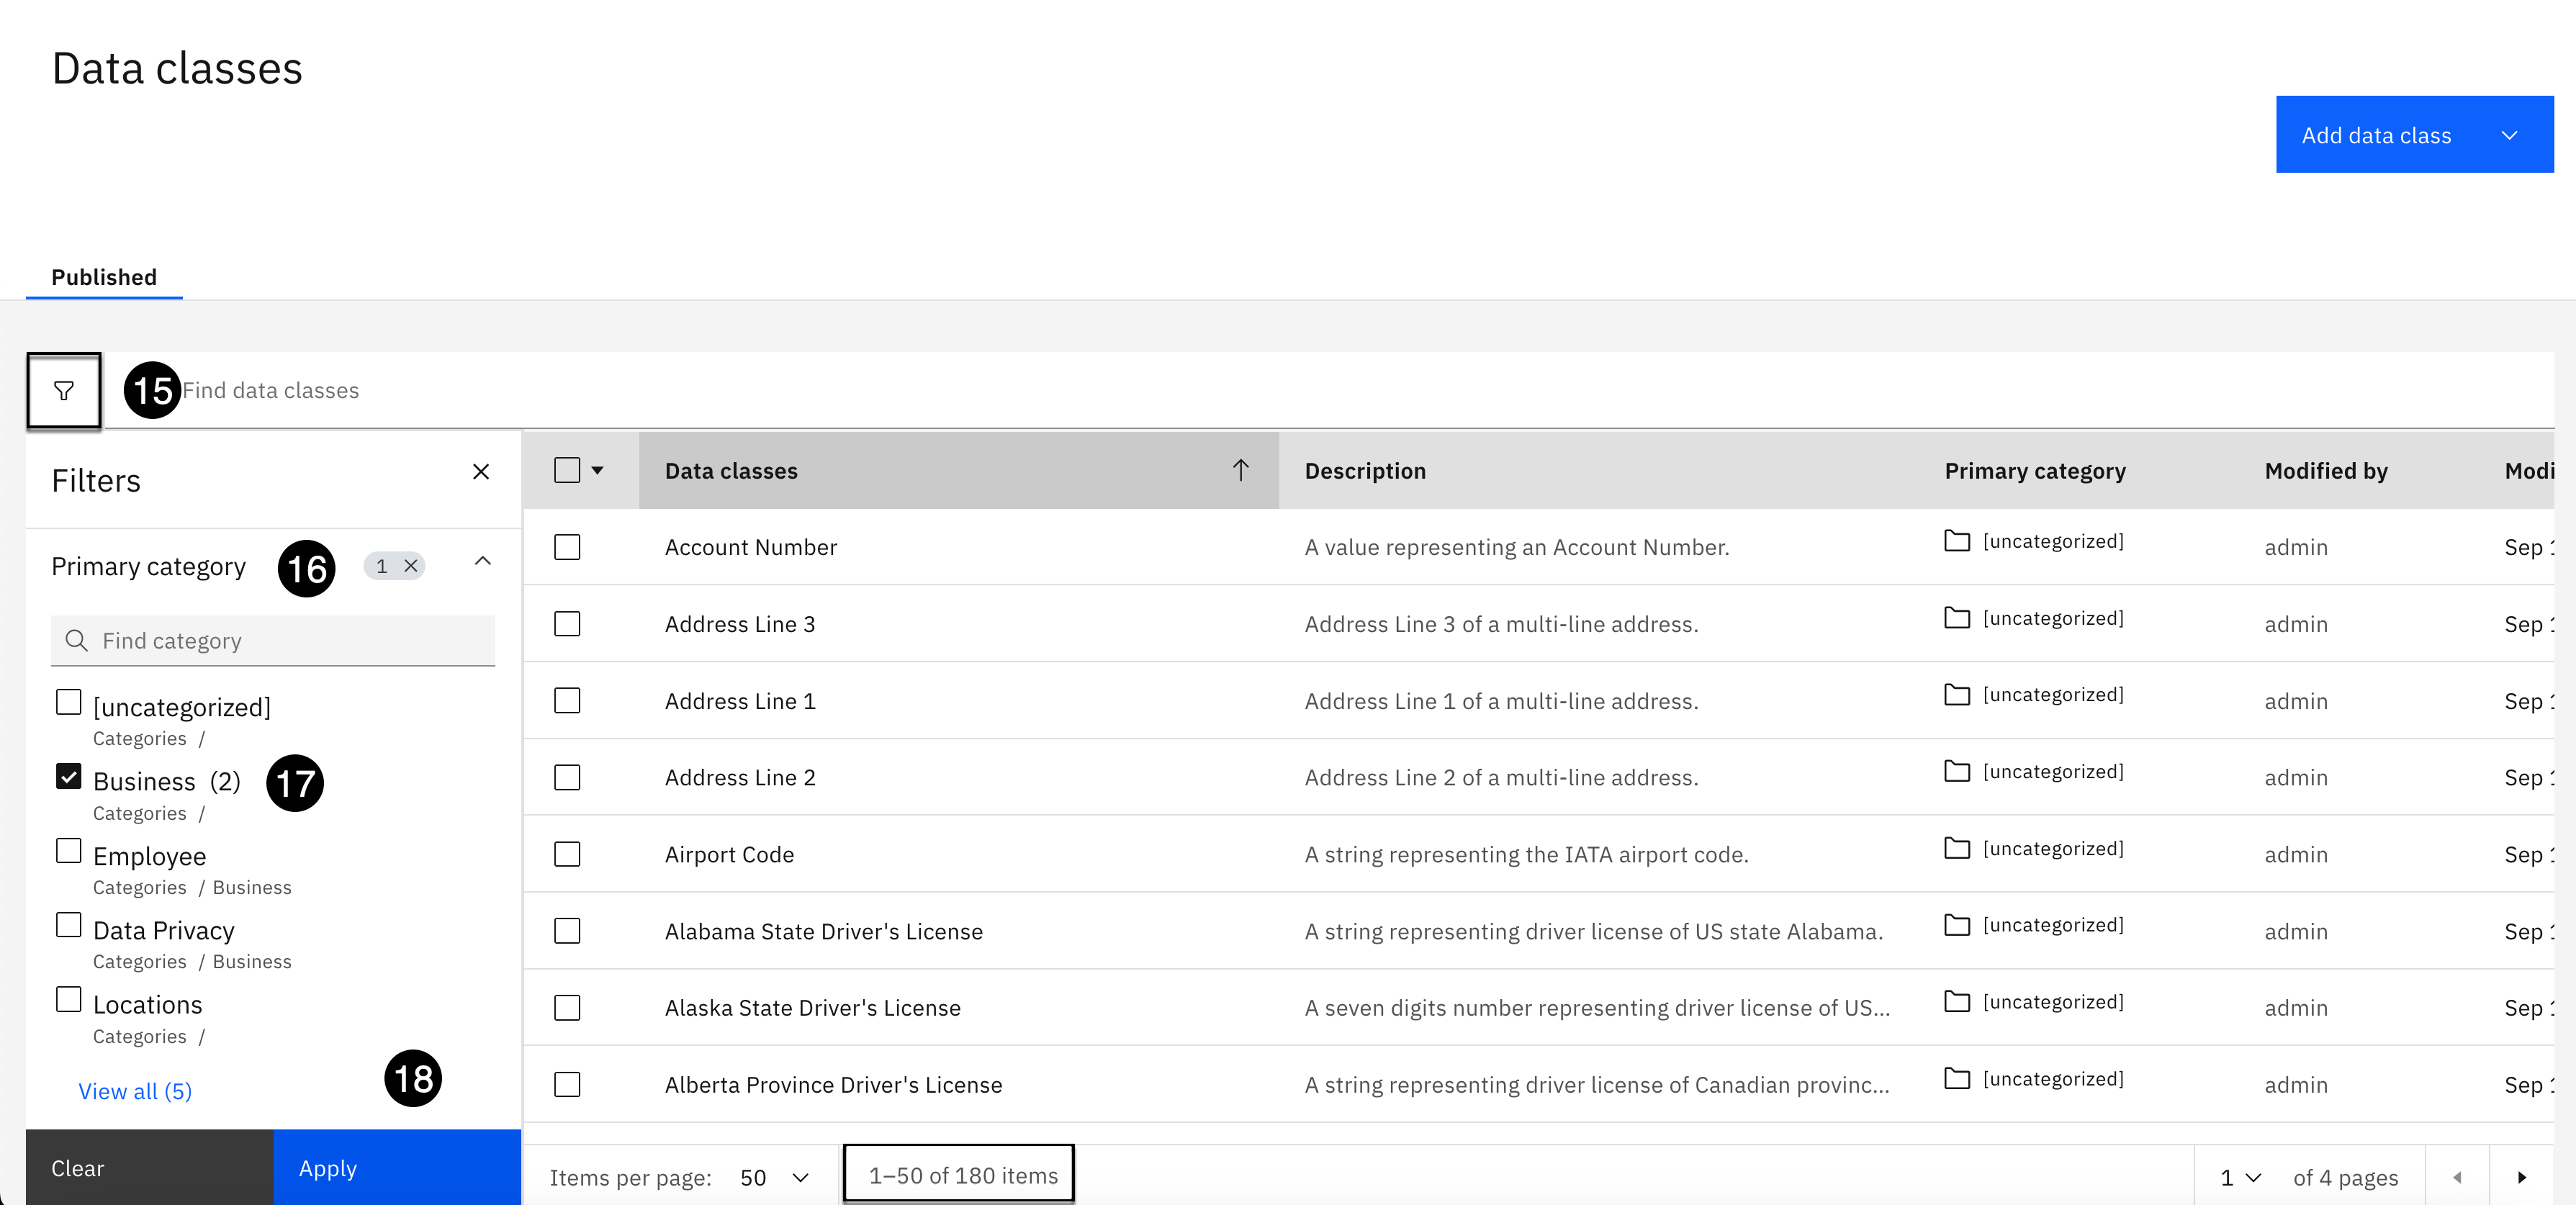 Data classes
Add data class
Published
15 Find data classes
Filters
Primary category 16 1
Find category
[uncategorized]
Categories /
Business (2) 17
Categories /
Employee
Categories / Business
Data Privacy
Categories / Business
Locations
Categories /
18
View all (5)
Clear Apply
Data classes Description Primary category Modified by Modi
Account Number A value representing an Account Number. [uncategorized] admin Sep
Address Line 3 Address Line 3 of a multi-line address. [uncategorized] admin Sep
Address Line 1 Address Line 1 of a multi-line address. [uncategorized] admin Sep
Address Line 2 Address Line 2 of a multi-line address. [uncategorized] admin Sep
Airport Code A string representing the IATA airport code. [uncategorized] admin Sep
Alabama State Driver's License A string representing driver license of US state Alabama. [uncategorized] admin Sep
Alaska State Driver's License A seven digits number representing driver license of US... [uncategorized] admin Sep
Alberta Province Driver's License A string representing driver license of Canadian provinc... [uncategorized] admin Sep
Items per page: 50 1–50 of 180 items 1 of 4 pages